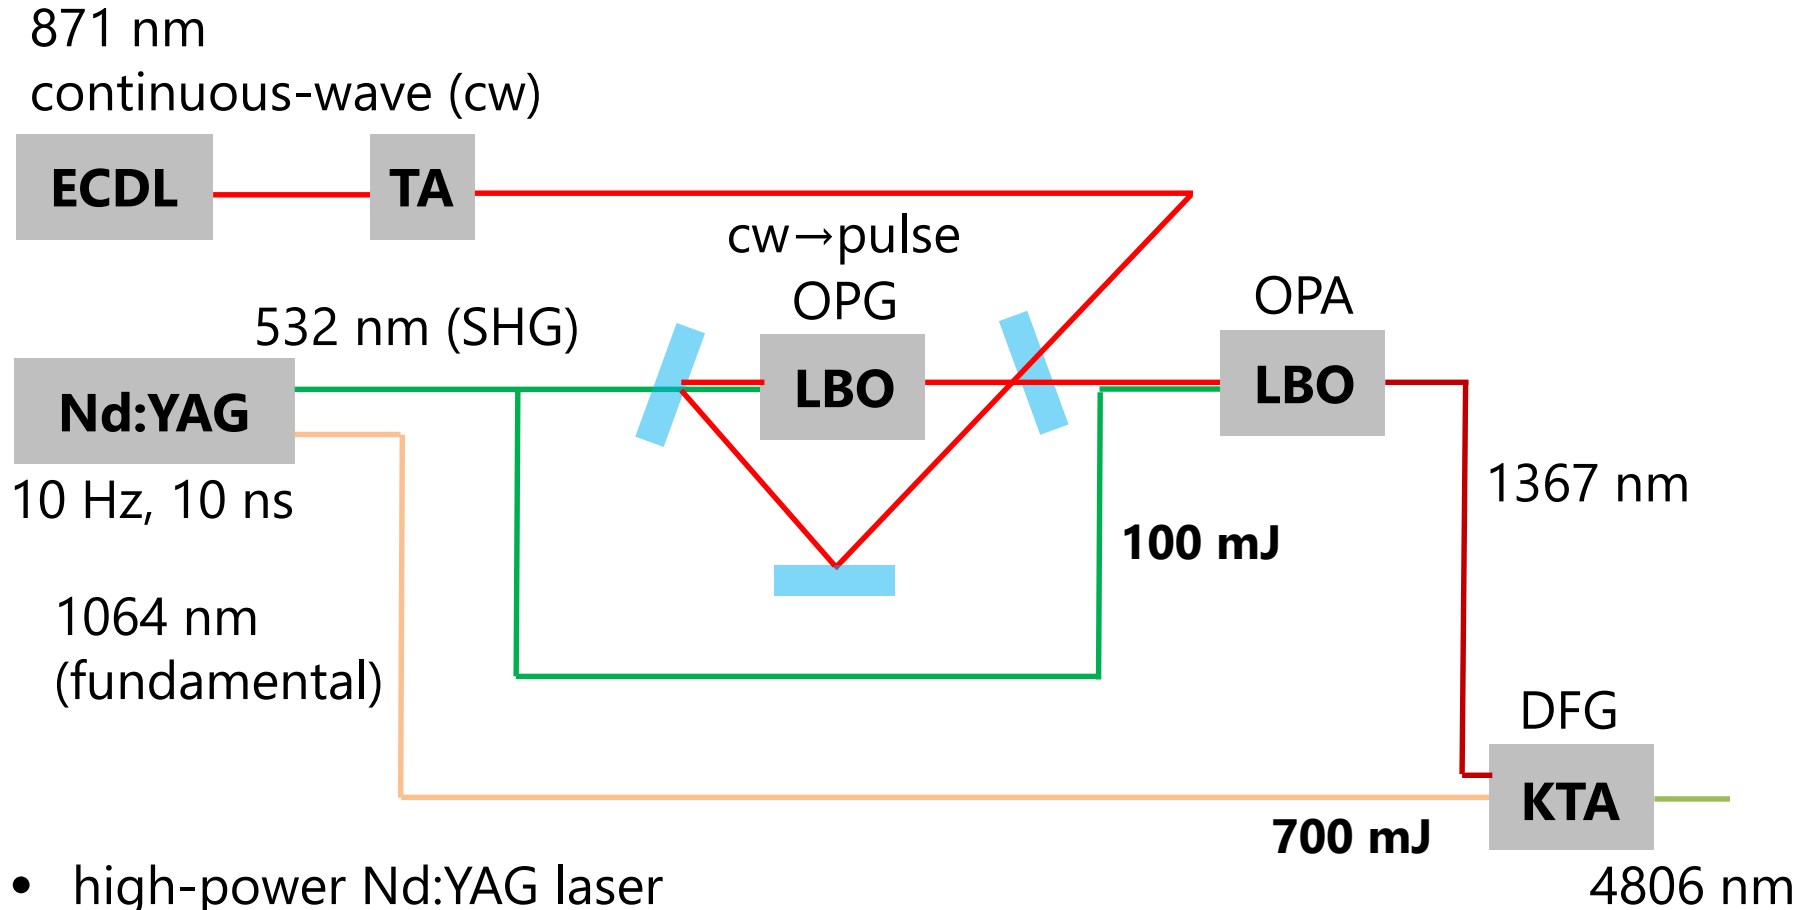 871 nm
continuous-wave (cw)
ECDL
TA
cw→pulse
OPG
OPA
532 nm (SHG)
LBO
LBO
Nd:YAG
10 Hz, 10 ns
1367 nm
100 mJ
1064 nm
(fundamental)
DFG
KTA
700 mJ
• high-power Nd:YAG laser
4806 nm